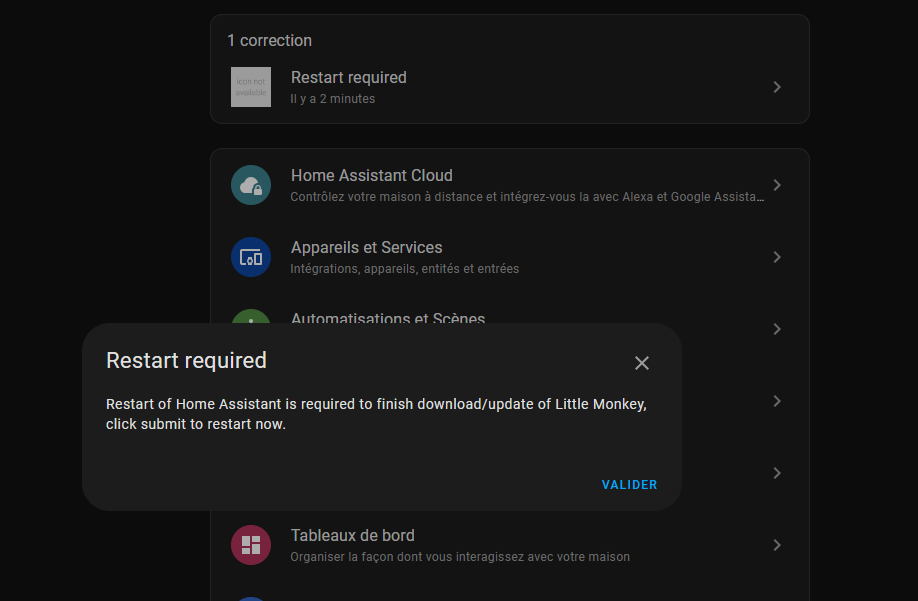 1 correction
icon not
available
Restart required
Il y a 2 minutes
Home Assistant Cloud
Contrôlez votre maison à distance et intégrez-vous la avec Alexa et Google Assista...
Appareils et Services
Intégrations, appareils, entités et entrées
Automatisations et Scènes
Restart required
Restart of Home Assistant is required to finish download/update of Little Monkey,
click submit to restart now.
VALIDER
Tableaux de bord
Organiser la façon dont vous interagissez avec votre maison